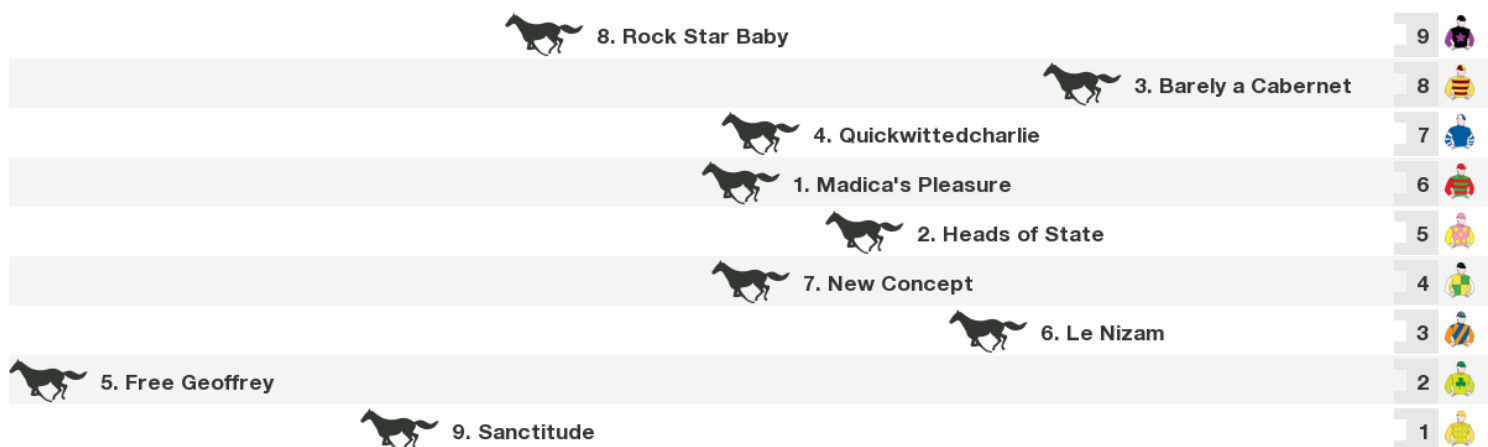 8. Rock Star Baby 9
3. Barely a Cabernet 8
4. Quickwittedcharlie 7
1. Madica's Pleasure 6
2. Heads of State 5
7. New Concept 4
6. Le Nizam 3
5. Free Geoffrey 2
9. Sanctitude 1